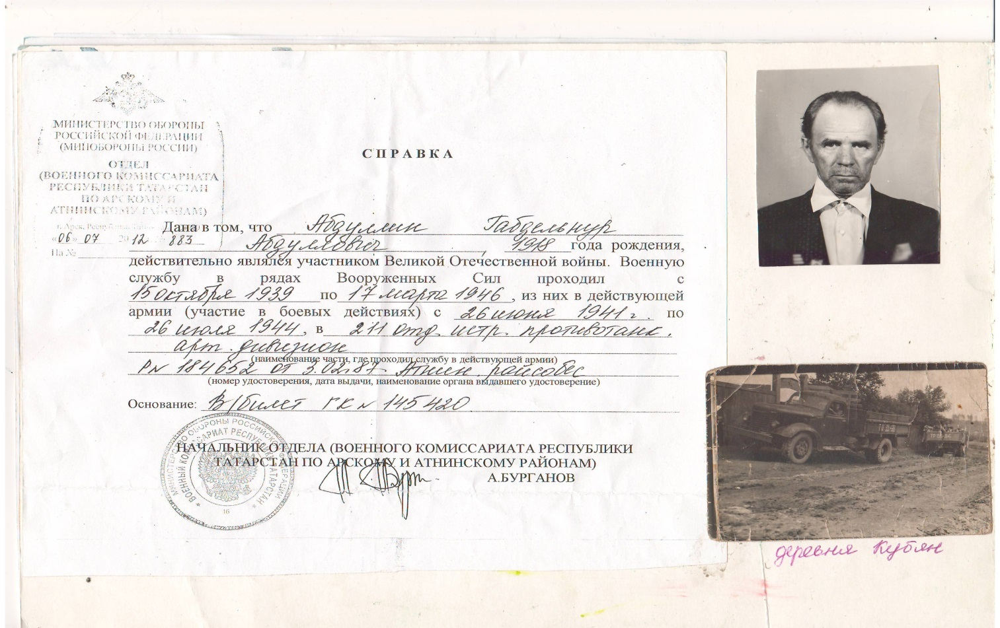 МИНИСТЕРСТВО ОБОРОНЫ
РОССИЙСКОЙ ФЕДЕРАЦИИ
(МИНОБОРОНЫ РОССИИ)
ОТДЕЛ
(ВОЕННОГО КОМИССАРИАТА
РЕСПУБЛИКИ ТАТАРСТАН
ПО АРСКОМУ И
АТНИНСКОМУ РАЙОНАМ)
г. Арск, Республика
«06» 07 2012 № 883
На №
СПРАВКА
Дана в том, что Абдуллин Габдельнур
Абдуллович, 1918 года рождения,
действительно являлся участником Великой Отечественной войны. Военную
службу в рядах Вооруженных Сил проходил с
15 октября 1939 по 17 марта 1946, из них в действующей
армии (участие в боевых действиях) с 26 июня 1941 г. по
26 июля 1944, в 211 отд. истр. противотанк.
арт. дивизион
(наименование части, где проходил службу в действующей армии)
Р № 184652 от 3.02.87 Атнин. райсобес
(номер удостоверения, дата выдачи, наименование органа выдавшего удостоверение)
Основание: В/билет ГК № 145420
НАЧАЛЬНИК ОТДЕЛА (ВОЕННОГО КОМИССАРИАТА РЕСПУБЛИКИ
ТАТАРСТАН ПО АРСКОМУ И АТНИНСКОМУ РАЙОНАМ)
А.БУРГАНОВ
МИНИСТЕРСТВО ОБОРОНЫ РОССИЙСКОЙ ФЕДЕРАЦИИ
ВОЕННЫЙ КОМИССАРИАТ РЕСПУБЛИКИ ТАТАРСТАН
16
деревня Кубян